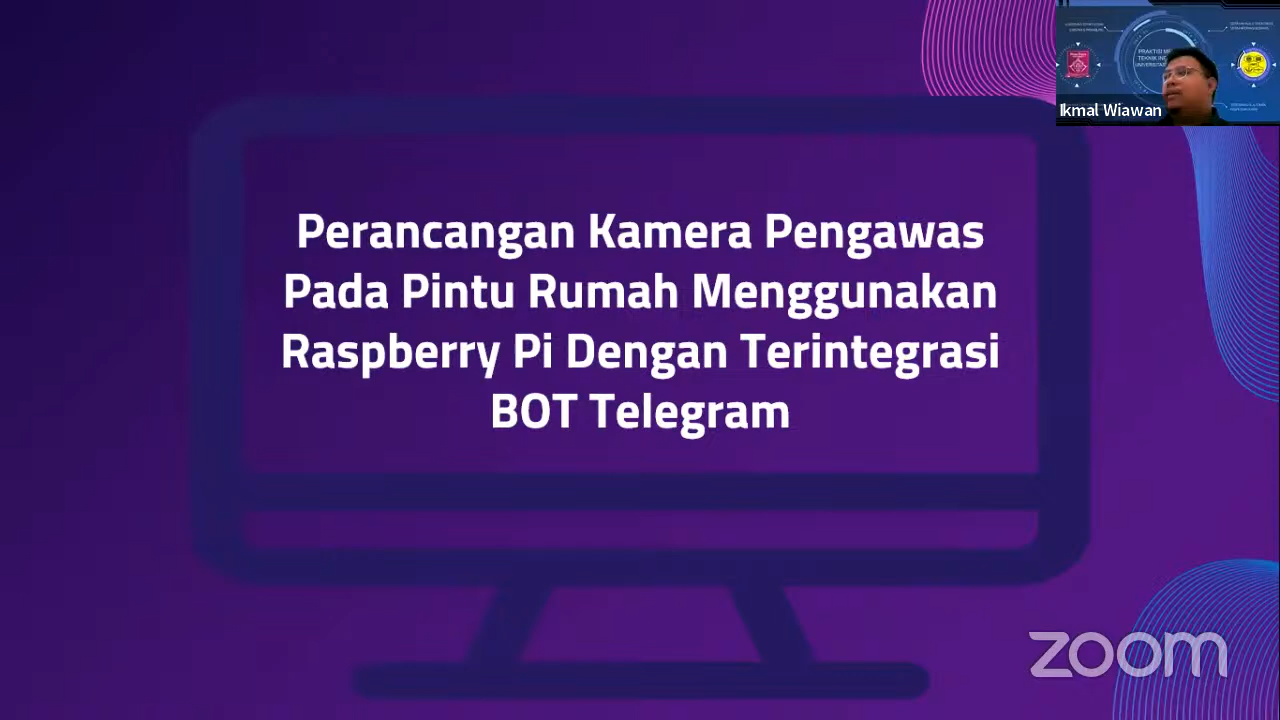 Perancangan Kamera Pengawas
Pada Pintu Rumah Menggunakan
Raspberry Pi Dengan Terintegrasi
BOT Telegram
Ikmal Wiawan
zoom